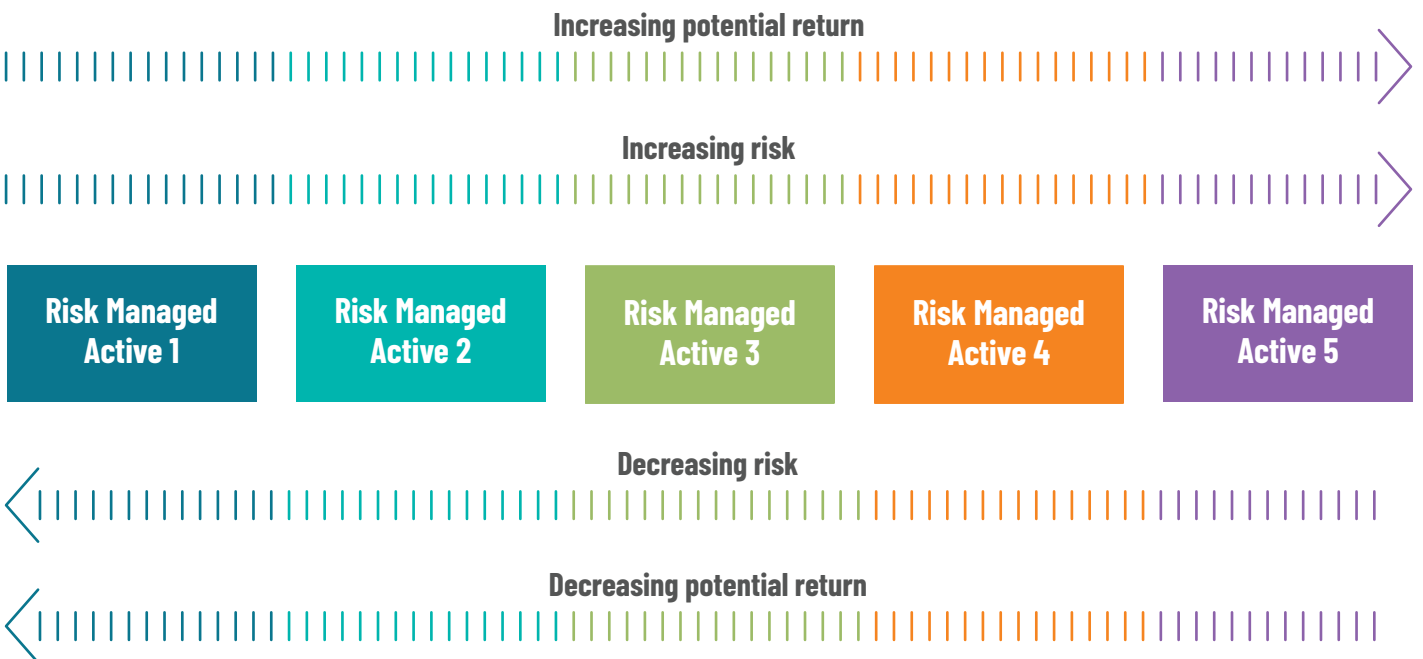 Increasing potential return
Increasing risk
Risk Managed
Active 1
Risk Managed
Active 2
Risk Managed
Active 3
Risk Managed
Active 4
Risk Managed
Active 5
Decreasing risk
Decreasing potential return